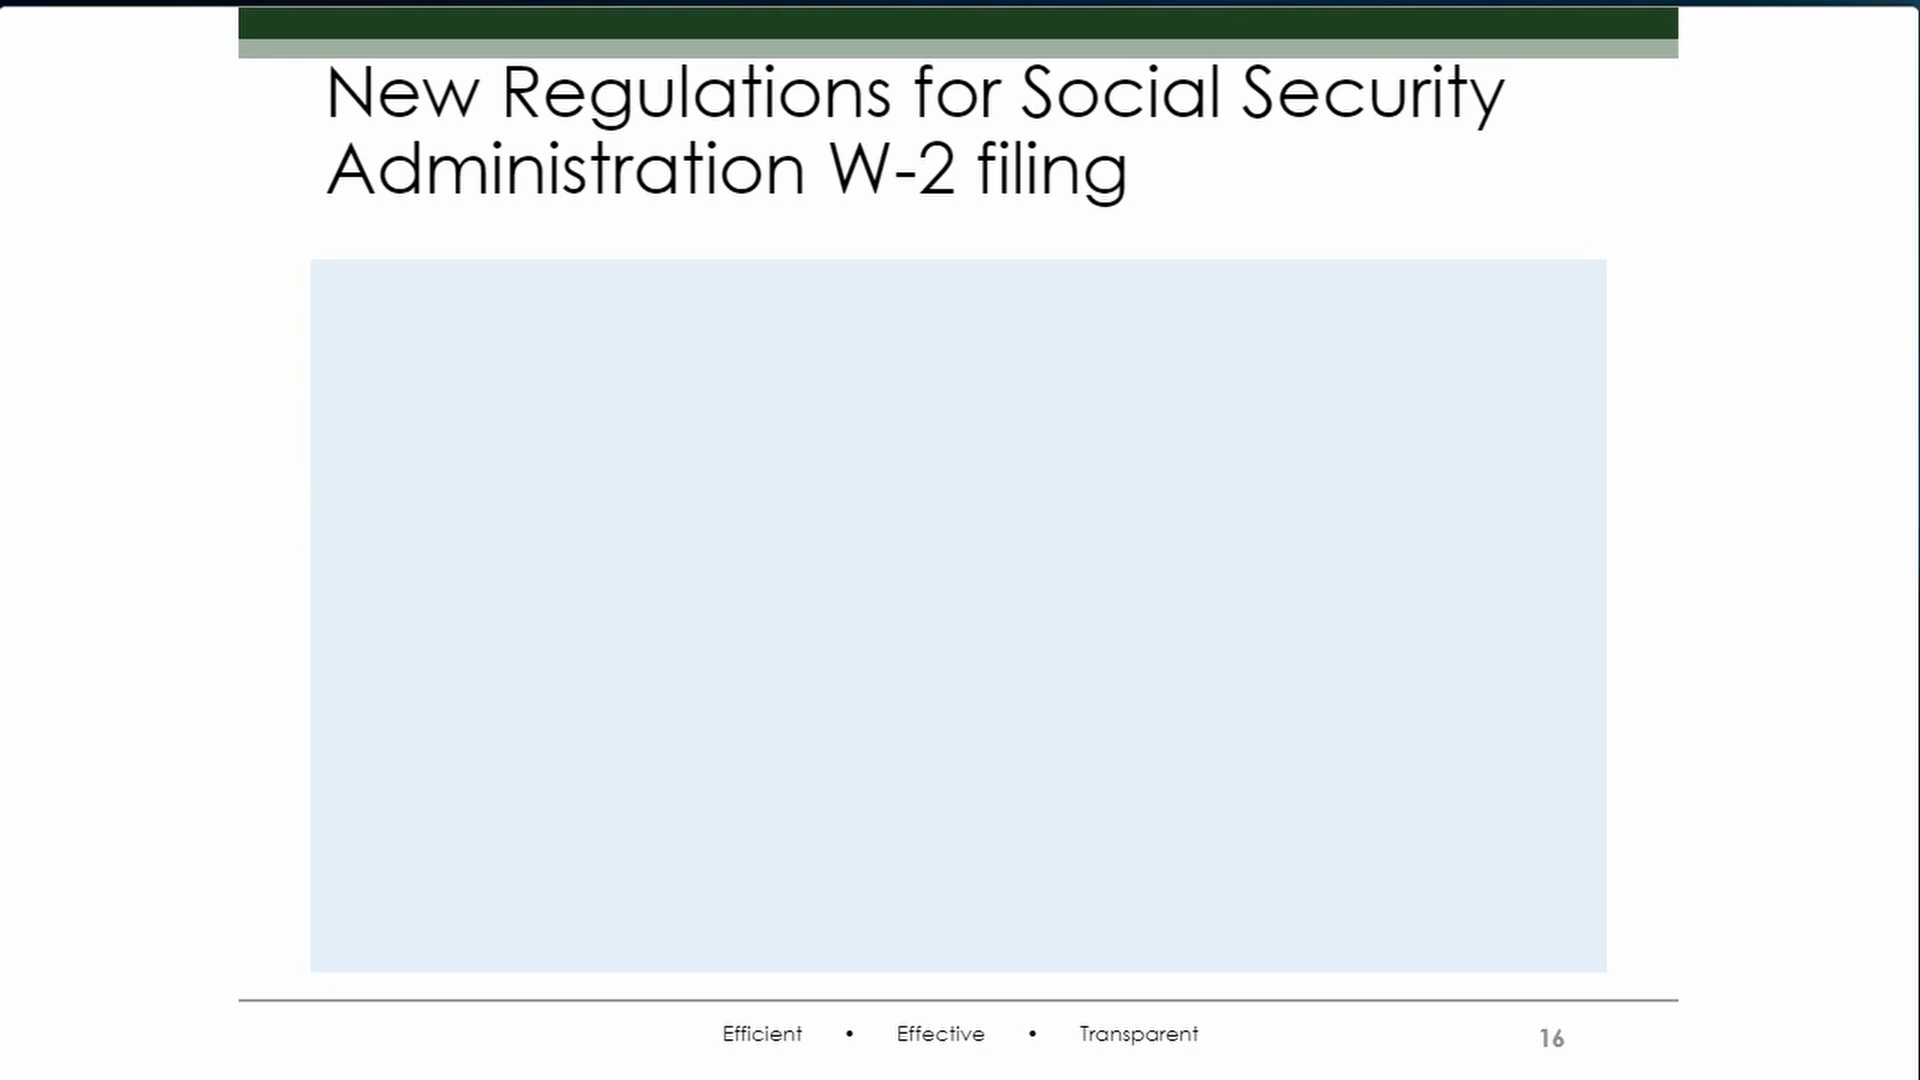 New Regulations for Social Security
Administration W-2 filing
Efficient • Effective • Transparent
16